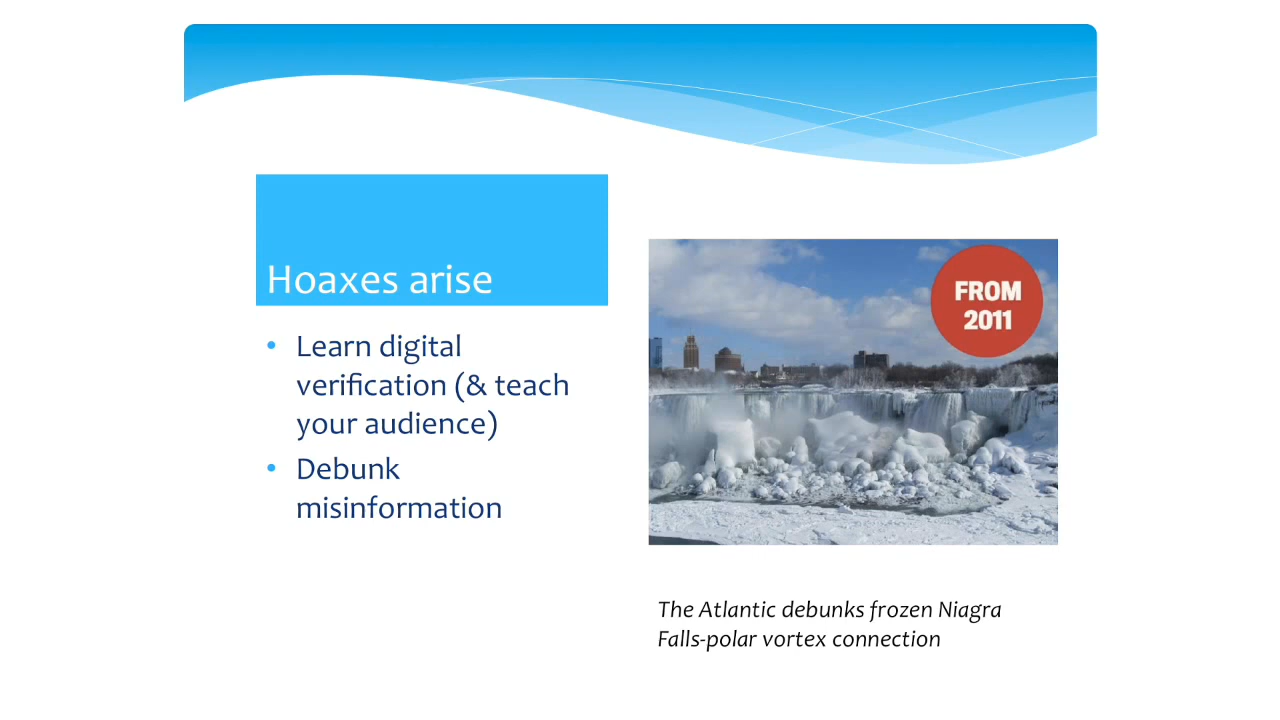 Hoaxes arise
• Learn digital
verification (& teach
your audience)
• Debunk
misinformation
FROM
2011
The Atlantic debunks frozen Niagra
Falls-polar vortex connection